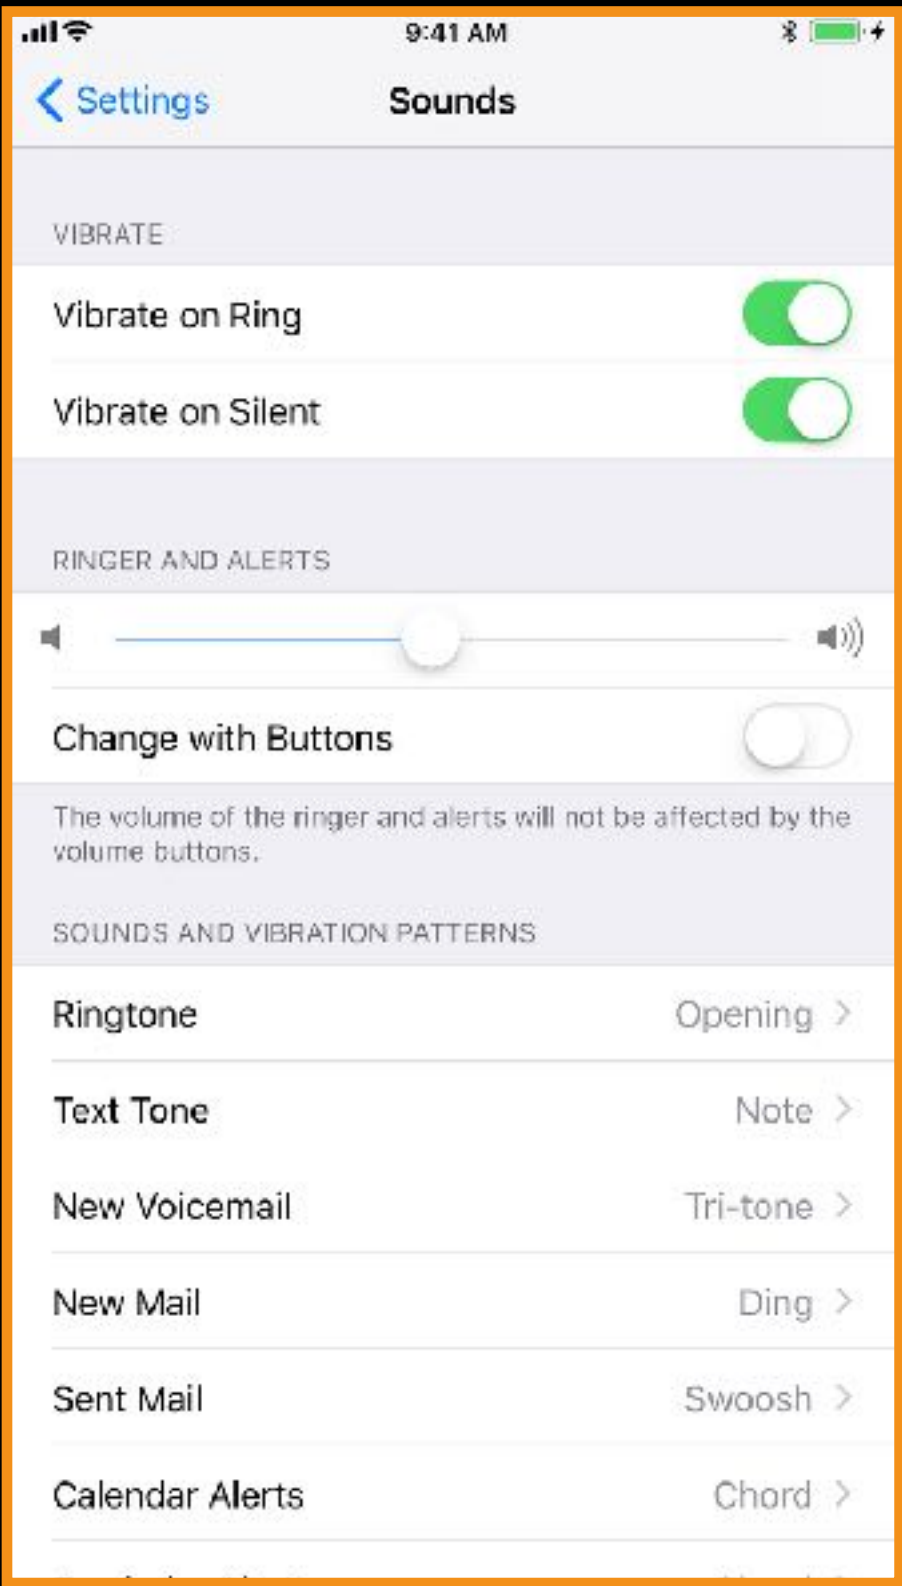 9:41 AM
Settings
Sounds
VIBRATE
Vibrate on Ring
Vibrate on Silent
RINGER AND ALERTS
Change with Buttons
The volume of the ringer and alerts will not be affected by the
volume buttons.
SOUNDS AND VIBRATION PATTERNS
Ringtone Opening
Text Tone Note
New Voicemail Tri-tone
New Mail Ding
Sent Mail Swoosh
Calendar Alerts Chord